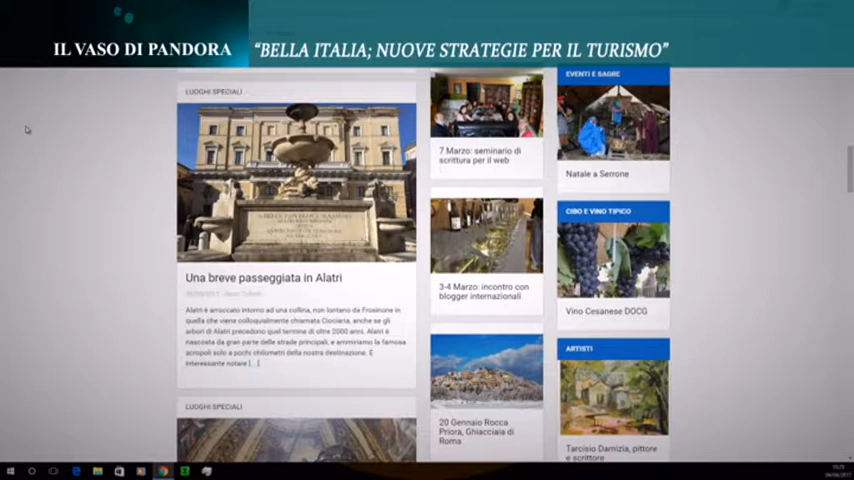 IL VASO DI PANDORA
"BELLA ITALIA; NUOVE STRATEGIE PER IL TURISMO"
LUOGHI SPECIALI
Una breve passeggiata in Alatri
Alatri è arroccato intorno ad una collina, non lontano da Frosinone in
quella che viene colloquialmente chiamata Ciociaria, anche se gli
arbori di Alatri precedono quel termine di oltre 2000 anni. Alatri è
nascosta da gran parte delle strade principali, e ammiriamo la famosa
acropoli solo a pochi chilometri della nostra destinazione. È
interessante notare [...]
LUOGHI SPECIALI
7 Marzo: seminario di
scrittura per il web
3-4 Marzo: incontro con
blogger internazionali
20 Gennaio Rocca
Priora, Ghiacciaia di
Roma
EVENTI E SAGRE
Natale a Serrone
CIBO E VINO TIPICO
Vino Cesanese DOCG
ARTISTI
Tarcisio Damizia, pittore
e scrittore